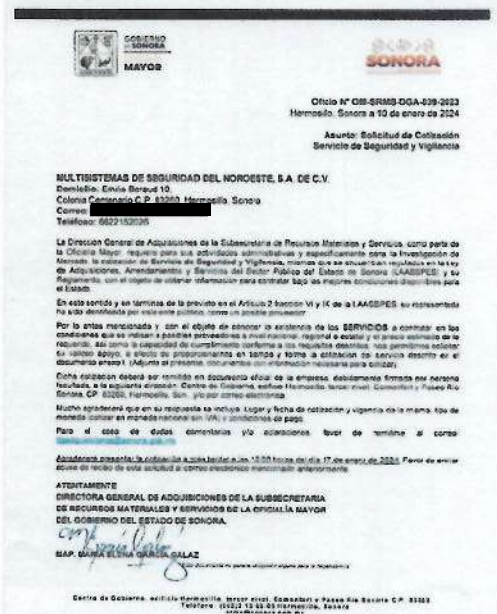 GOBIERNO
DE SONORA
MAYOR
SONORA
Oficio N° OM-SRMS-DGA-039-2023
Hermosillo, Sonora a 10 de enero de 2024
Asunto: Solicitud de Cotización
Servicio de Seguridad y Vigilancia
MULTISISTEMAS DE SEGURIDAD DEL NOROESTE, S.A. DE C.V.
Domicilio: Emilio Beraud 10,
Colonia Centenario C.P. 83260, Hermosillo, Sonora
Correo:
Teléfono: 6622152026
La Dirección General de Adquisiciones de la Subsecretaría de Recursos Materiales y Servicios, como parte de
la Oficialía Mayor, requiere para sus actividades administrativas y específicamente para la Investigación de
Mercado la cotización de Servicio de Seguridad y Vigilancia, mismos que se encuentran regulados en la Ley
de Adquisiciones, Arrendamientos y Servicios del Sector Público del Estado de Sonora (LAASSPES) y su
Reglamento, con el objeto de obtener información para contratar bajo las mejores condiciones disponibles para
el Estado.
En este sentido y en términos de lo previsto en el Artículo 2 fracción VI y IX de la LAASSPES, su representada
ha sido identificada por este ente público, como un posible proveedor
Por lo antes mencionado y con el objeto de conocer la existencia de los SERVICIOS a contratar en las
condiciones que se indican a posibles proveedores a nivel nacional, regional o estatal y el precio estimado de lo
requerido, así como la capacidad de cumplimiento conforme a los requisitos descritos, nos permitimos solicitar
su valioso apoyo, a efecto de proporcionarnos en tiempo y forma la cotización del servicio descrito en el
documento anexo I. (Adjunto al presente, documentos con información necesaria para cotizar).
Dicha cotización deberá ser remitida en documento oficial de la empresa, debidamente firmada por persona
facultada, a la siguiente dirección: Centro de Gobierno, edificio Hermosillo tercer nivel, Comonfort y Paseo Río
Sonora, CP. 83260, Hermosillo, Son. y/o por correo electrónico
Mucho agradeceré que en su respuesta se incluya: Lugar y fecha de cotización y vigencia de la misma, tipo de
moneda (cotizar en moneda nacional sin IVA) y condiciones de pago.
Para el caso de dudas, comentarios y/o aclaraciones favor de remitirse al correo
Agradeceré presentar la cotización a más tardar a las 15:00 horas del día 17 de enero de 2024. Favor de enviar
acuse de recibo de esta solicitud al correo electrónico mencionado anteriormente.
ATENTAMENTE
DIRECTORA GENERAL DE ADQUISICIONES DE LA SUBSECRETARIA
DE RECURSOS MATERIALES Y SERVICIOS DE LA OFICIALÍA MAYOR
DEL GOBIERNO DEL ESTADO DE SONORA.
MAP. MARÍA ELENA GARCÍA GALAZ
Centro de Gobierno, edificio Hermosillo, tercer nivel, Comonfort y Paseo Río Sonora C.P. 83260
Hermosillo, Sonora